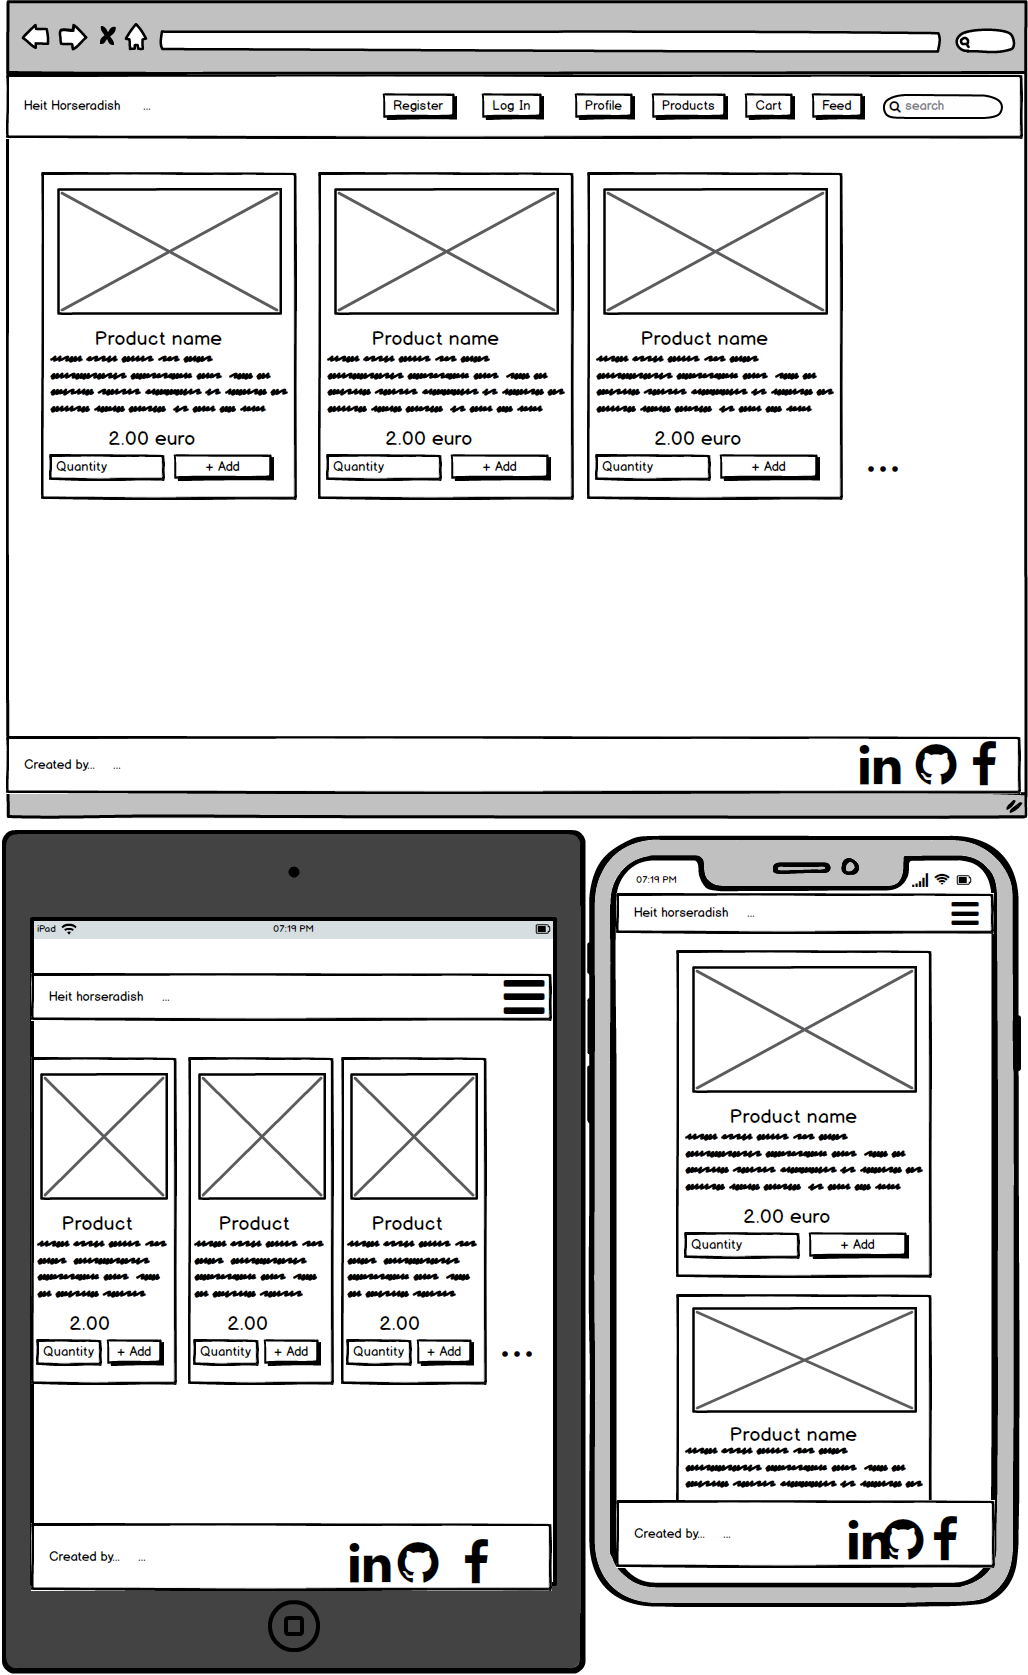 Heit Horseradish ... Register Log In Profile Products Cart Feed search
Product name Product name Product name
2.00 euro 2.00 euro 2.00 euro
Quantity + Add Quantity + Add Quantity + Add ...
Created by... ... in f
iPad 07:19 PM
Heit horseradish ...
Product Product Product
2.00 2.00 2.00
Quantity + Add Quantity + Add Quantity + Add ...
Created by... ... in f
07:19 PM
Heit horseradish ...
Product name
2.00 euro
Quantity + Add
Product name
Created by... ... in f